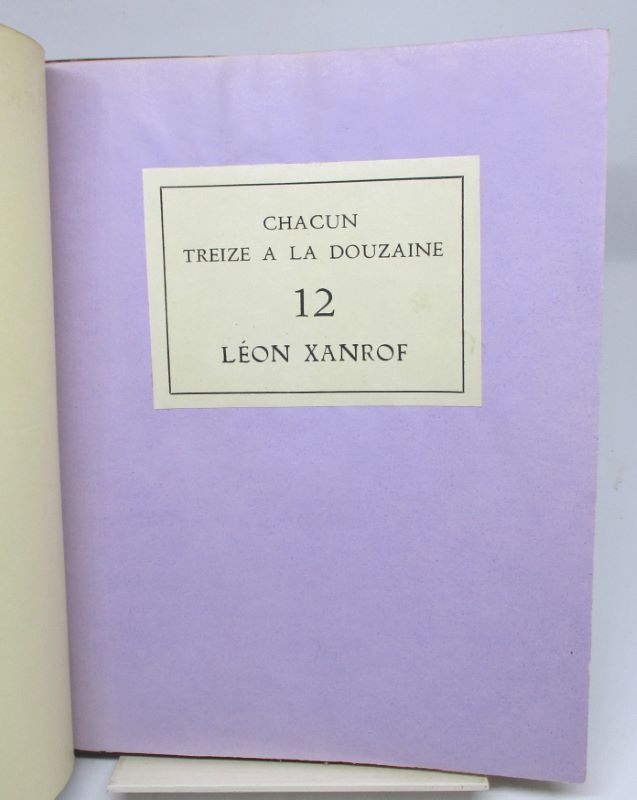 CHACUN
TREIZE A LA DOUZAINE
12
LÉON XANROF